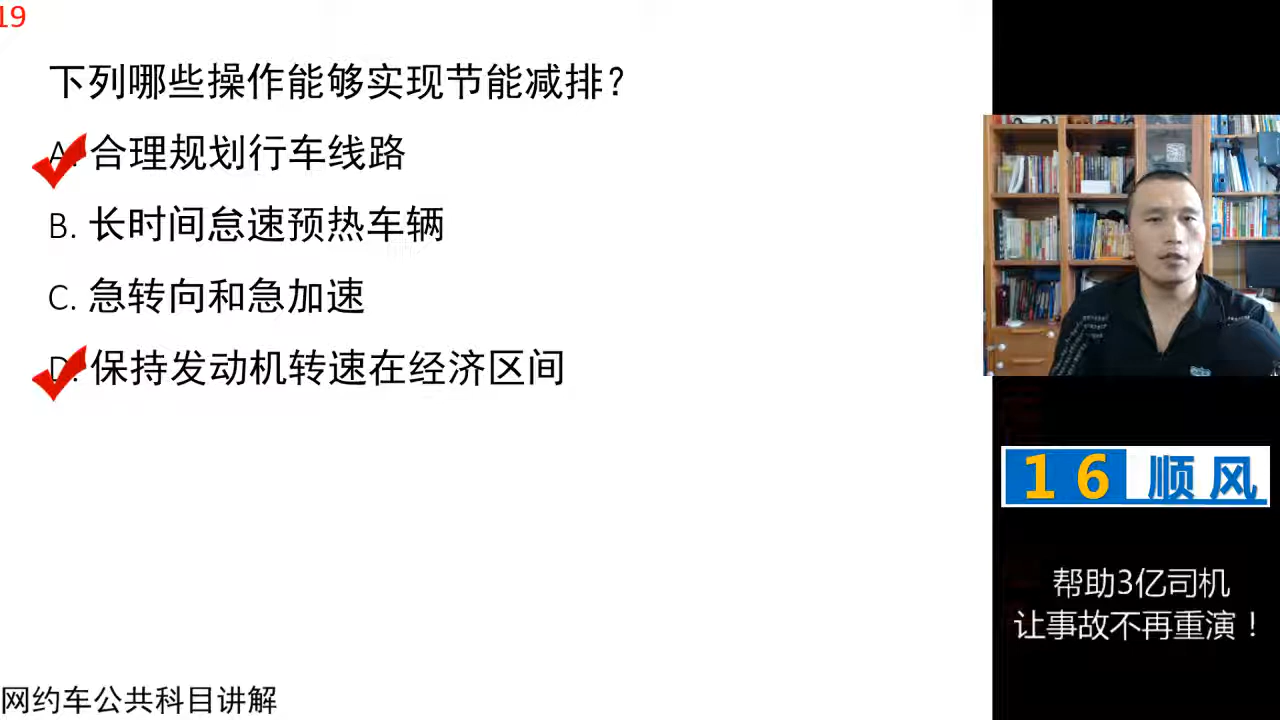 19
下列哪些操作能够实现节能减排？
A. 合理规划行车线路
B. 长时间怠速预热车辆
C. 急转向和急加速
D. 保持发动机转速在经济区间
16 顺风
帮助3亿司机
让事故不再重演！
网约车公共科目讲解